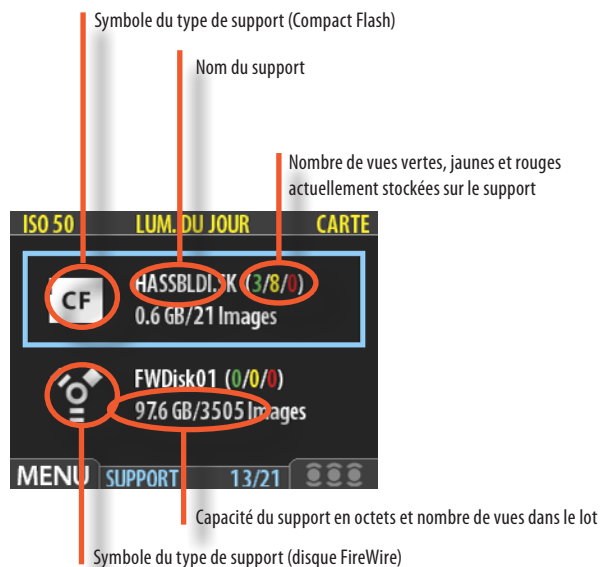 Symbole du type de support (Compact Flash)
Nom du support
Nombre de vues vertes, jaunes et rouges
actuellement stockées sur le support
ISO 50 LUM. DU JOUR CARTE
CF
HASSBLDI.SK (3/8/0)
0.6 GB/21 Images
FWDisk01 (0/0/0)
97.6 GB/3505 Images
MENU SUPPORT 13/21
Capacité du support en octets et nombre de vues dans le lot
Symbole du type de support (disque FireWire)